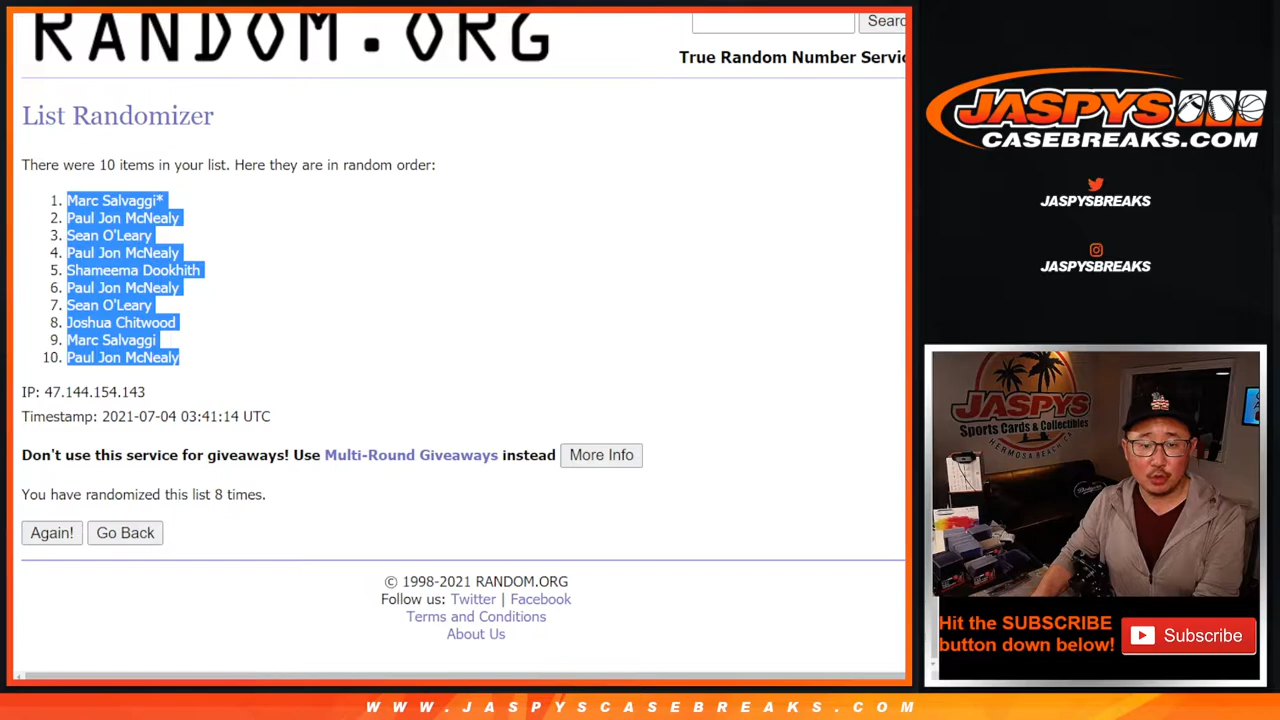 RANDOM.ORG
Searc
True Random Number Servic
List Randomizer
There were 10 items in your list. Here they are in random order:
1. Marc Salvaggi*
2. Paul Jon McNealy
3. Sean O'Leary
4. Paul Jon McNealy
5. Shameema Dookhith
6. Paul Jon McNealy
7. Sean O'Leary
8. Joshua Chitwood
9. Marc Salvaggi
10. Paul Jon McNealy
IP: 47.144.154.143
Timestamp: 2021-07-04 03:41:14 UTC
Don't use this service for giveaways! Use Multi-Round Giveaways instead More Info
You have randomized this list 8 times.
Again! Go Back
© 1998-2021 RANDOM.ORG
Follow us: Twitter | Facebook
Terms and Conditions
About Us
JASPYS
CASEBREAKS.COM
JASPYSBREAKS
JASPYSBREAKS
JASPYS
Sports Cards & Collectibles
HERMOSA BEACH, CA
Hit the SUBSCRIBE
button down below!
Subscribe
WWW.JASPYSCASEBREAKS.COM